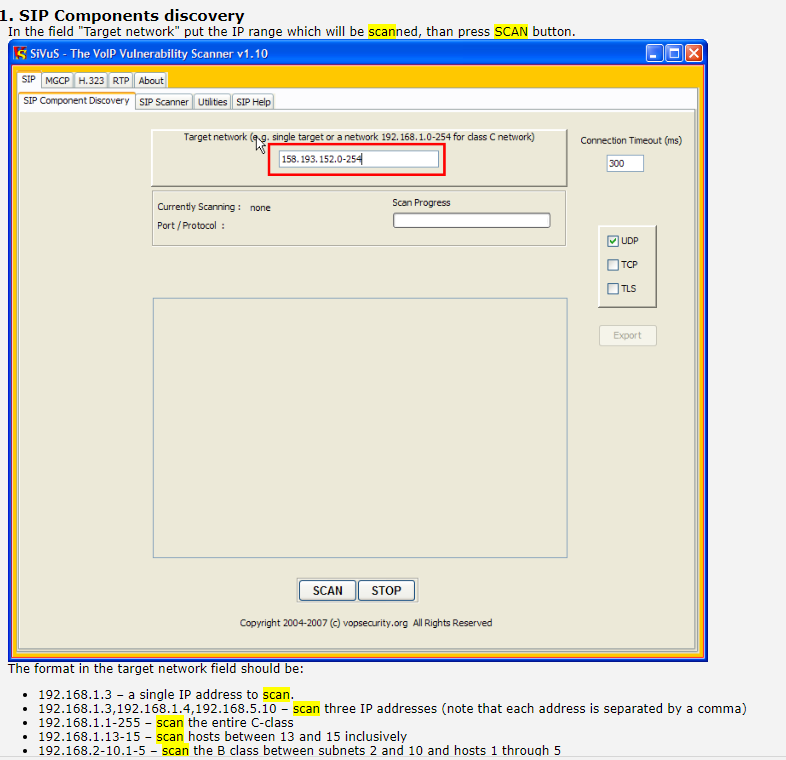 1. SIP Components discovery
In the field "Target network" put the IP range which will be scanned, than press SCAN button.
SiVuS - The VoIP Vulnerability Scanner v1.10
SIP MGCP H.323 RTP About
SIP Component Discovery SIP Scanner Utilities SIP Help
Target network (e.g. single target or a network 192.168.1.0-254 for class C network)
Connection Timeout (ms)
158.193.152.0-254
300
Currently Scanning : none
Scan Progress
Port / Protocol :
UDP
TCP
TLS
Export
SCAN STOP
Copyright 2004-2007 (c) vopsecurity.org All Rights Reserved
The format in the target network field should be:
• 192.168.1.3 – a single IP address to scan.
• 192.168.1.3,192.168.1.4,192.168.5.10 – scan three IP addresses (note that each address is separated by a comma)
• 192.168.1.1-255 – scan the entire C-class
• 192.168.1.13-15 – scan hosts between 13 and 15 inclusively
• 192.168.2-10.1-5 – scan the B class between subnets 2 and 10 and hosts 1 through 5